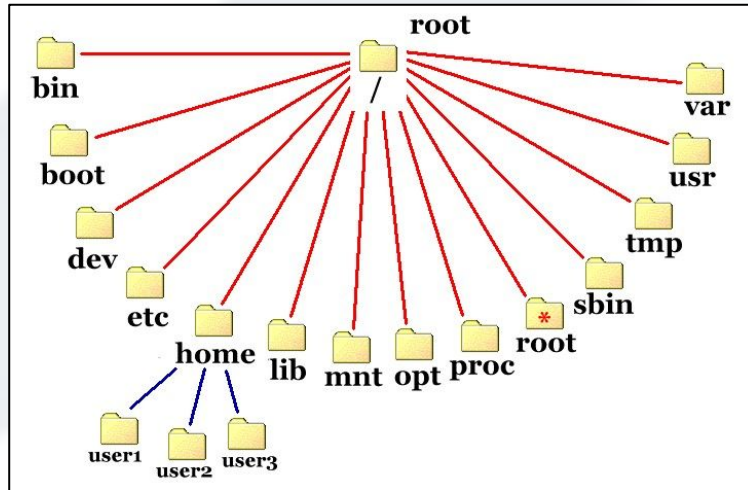 root
/
bin
var
boot
usr
dev
tmp
etc
sbin
home
lib
mnt
opt
proc
*
root
user1
user2
user3